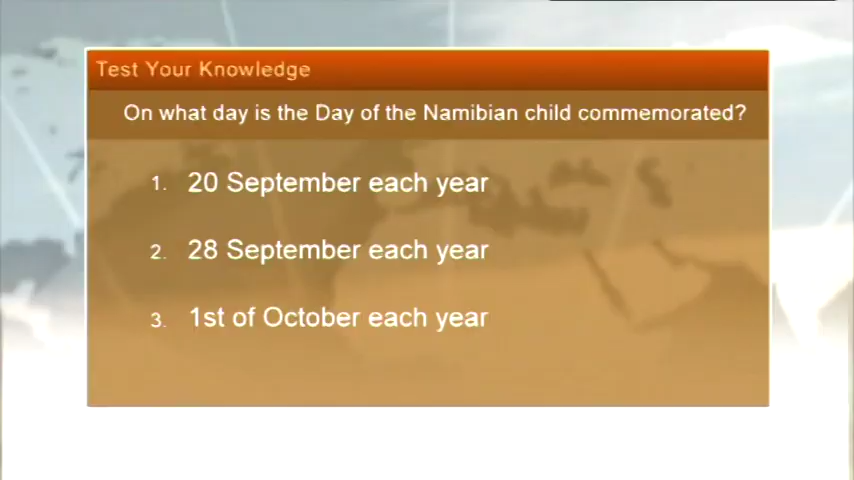 Test Your Knowledge
On what day is the Day of the Namibian child commemorated?
1. 20 September each year
2. 28 September each year
3. 1st of October each year